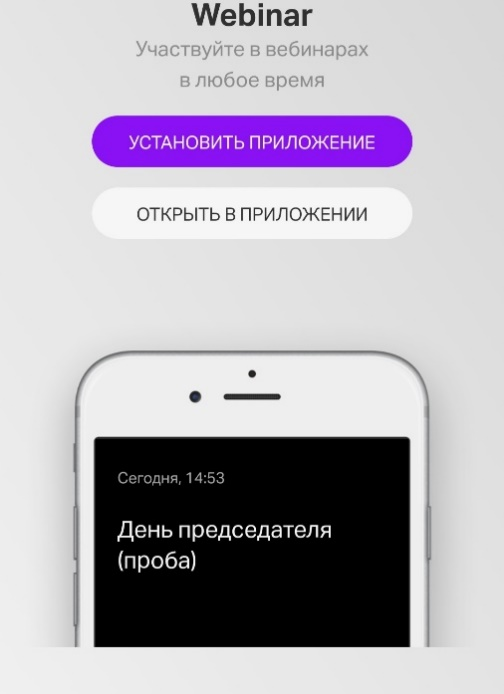 Webinar
Участвуйте в вебинарах
в любое время
УСТАНОВИТЬ ПРИЛОЖЕНИЕ
ОТКРЫТЬ В ПРИЛОЖЕНИИ
Сегодня, 14:53
День председателя
(проба)